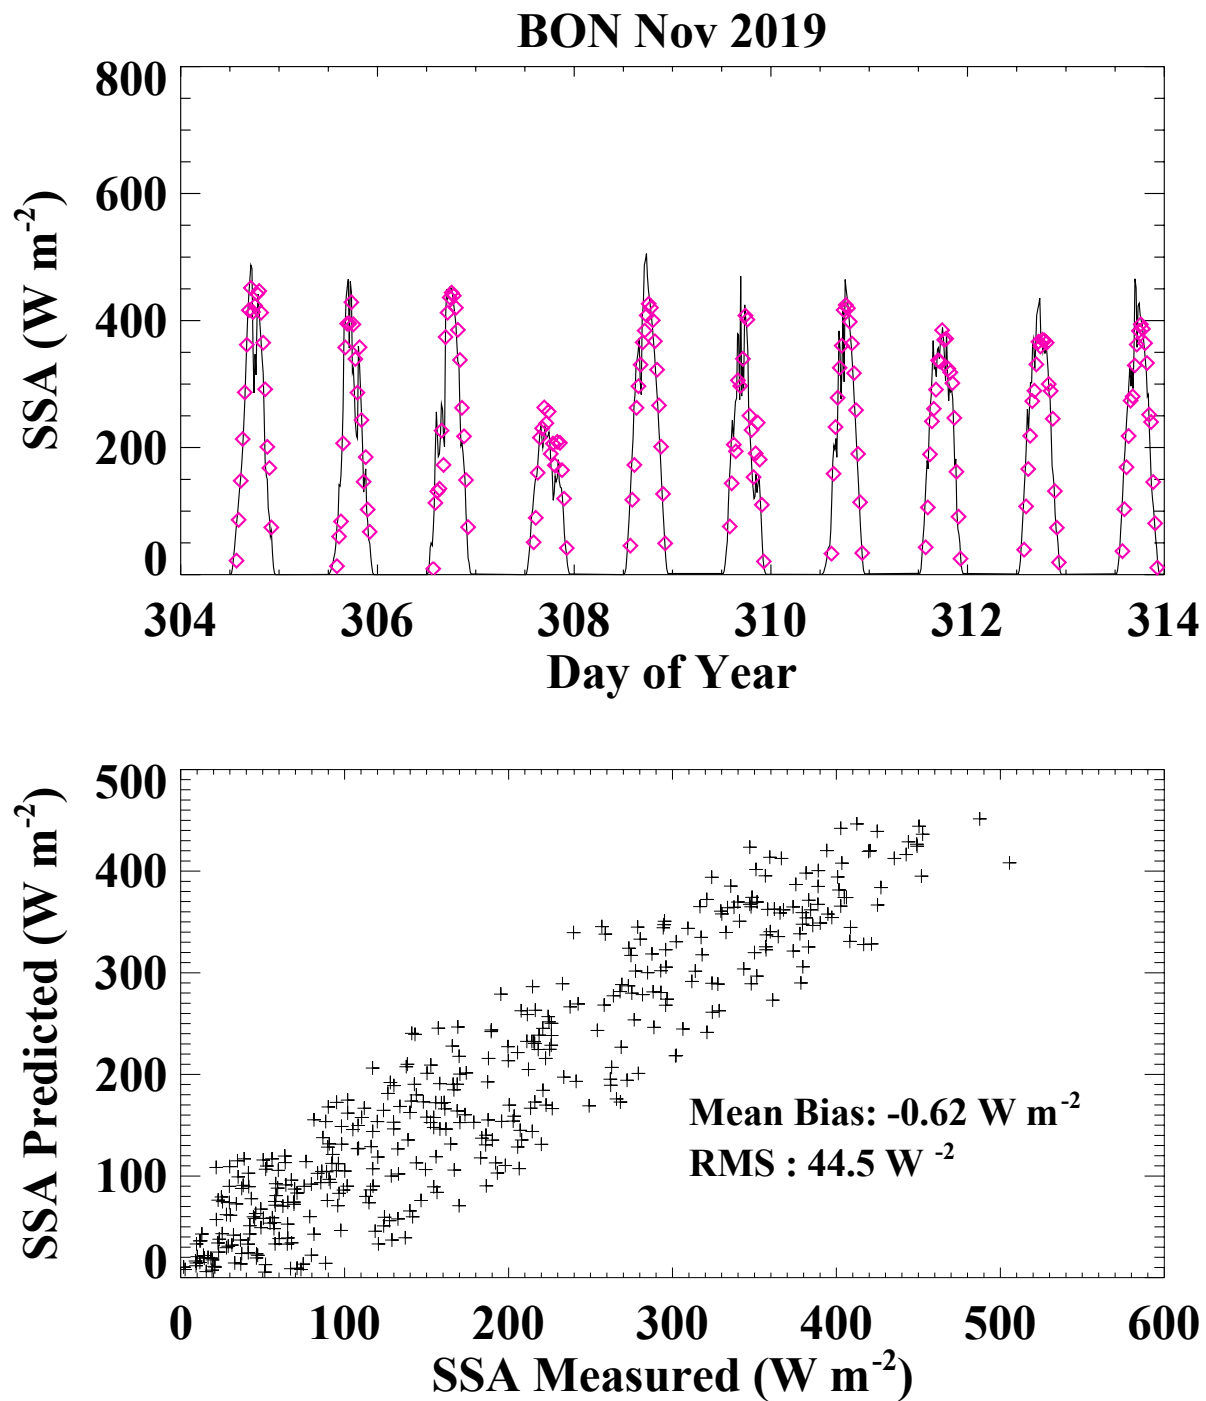 BON Nov 2019
800
600
400
200
0
SSA (W m-2)
304 306 308 310 312 314
Day of Year
500
400
300
200
100
0
SSA Predicted (W m-2)
Mean Bias: -0.62 W m-2
RMS : 44.5 W -2
0 100 200 300 400 500 600
SSA Measured (W m-2)